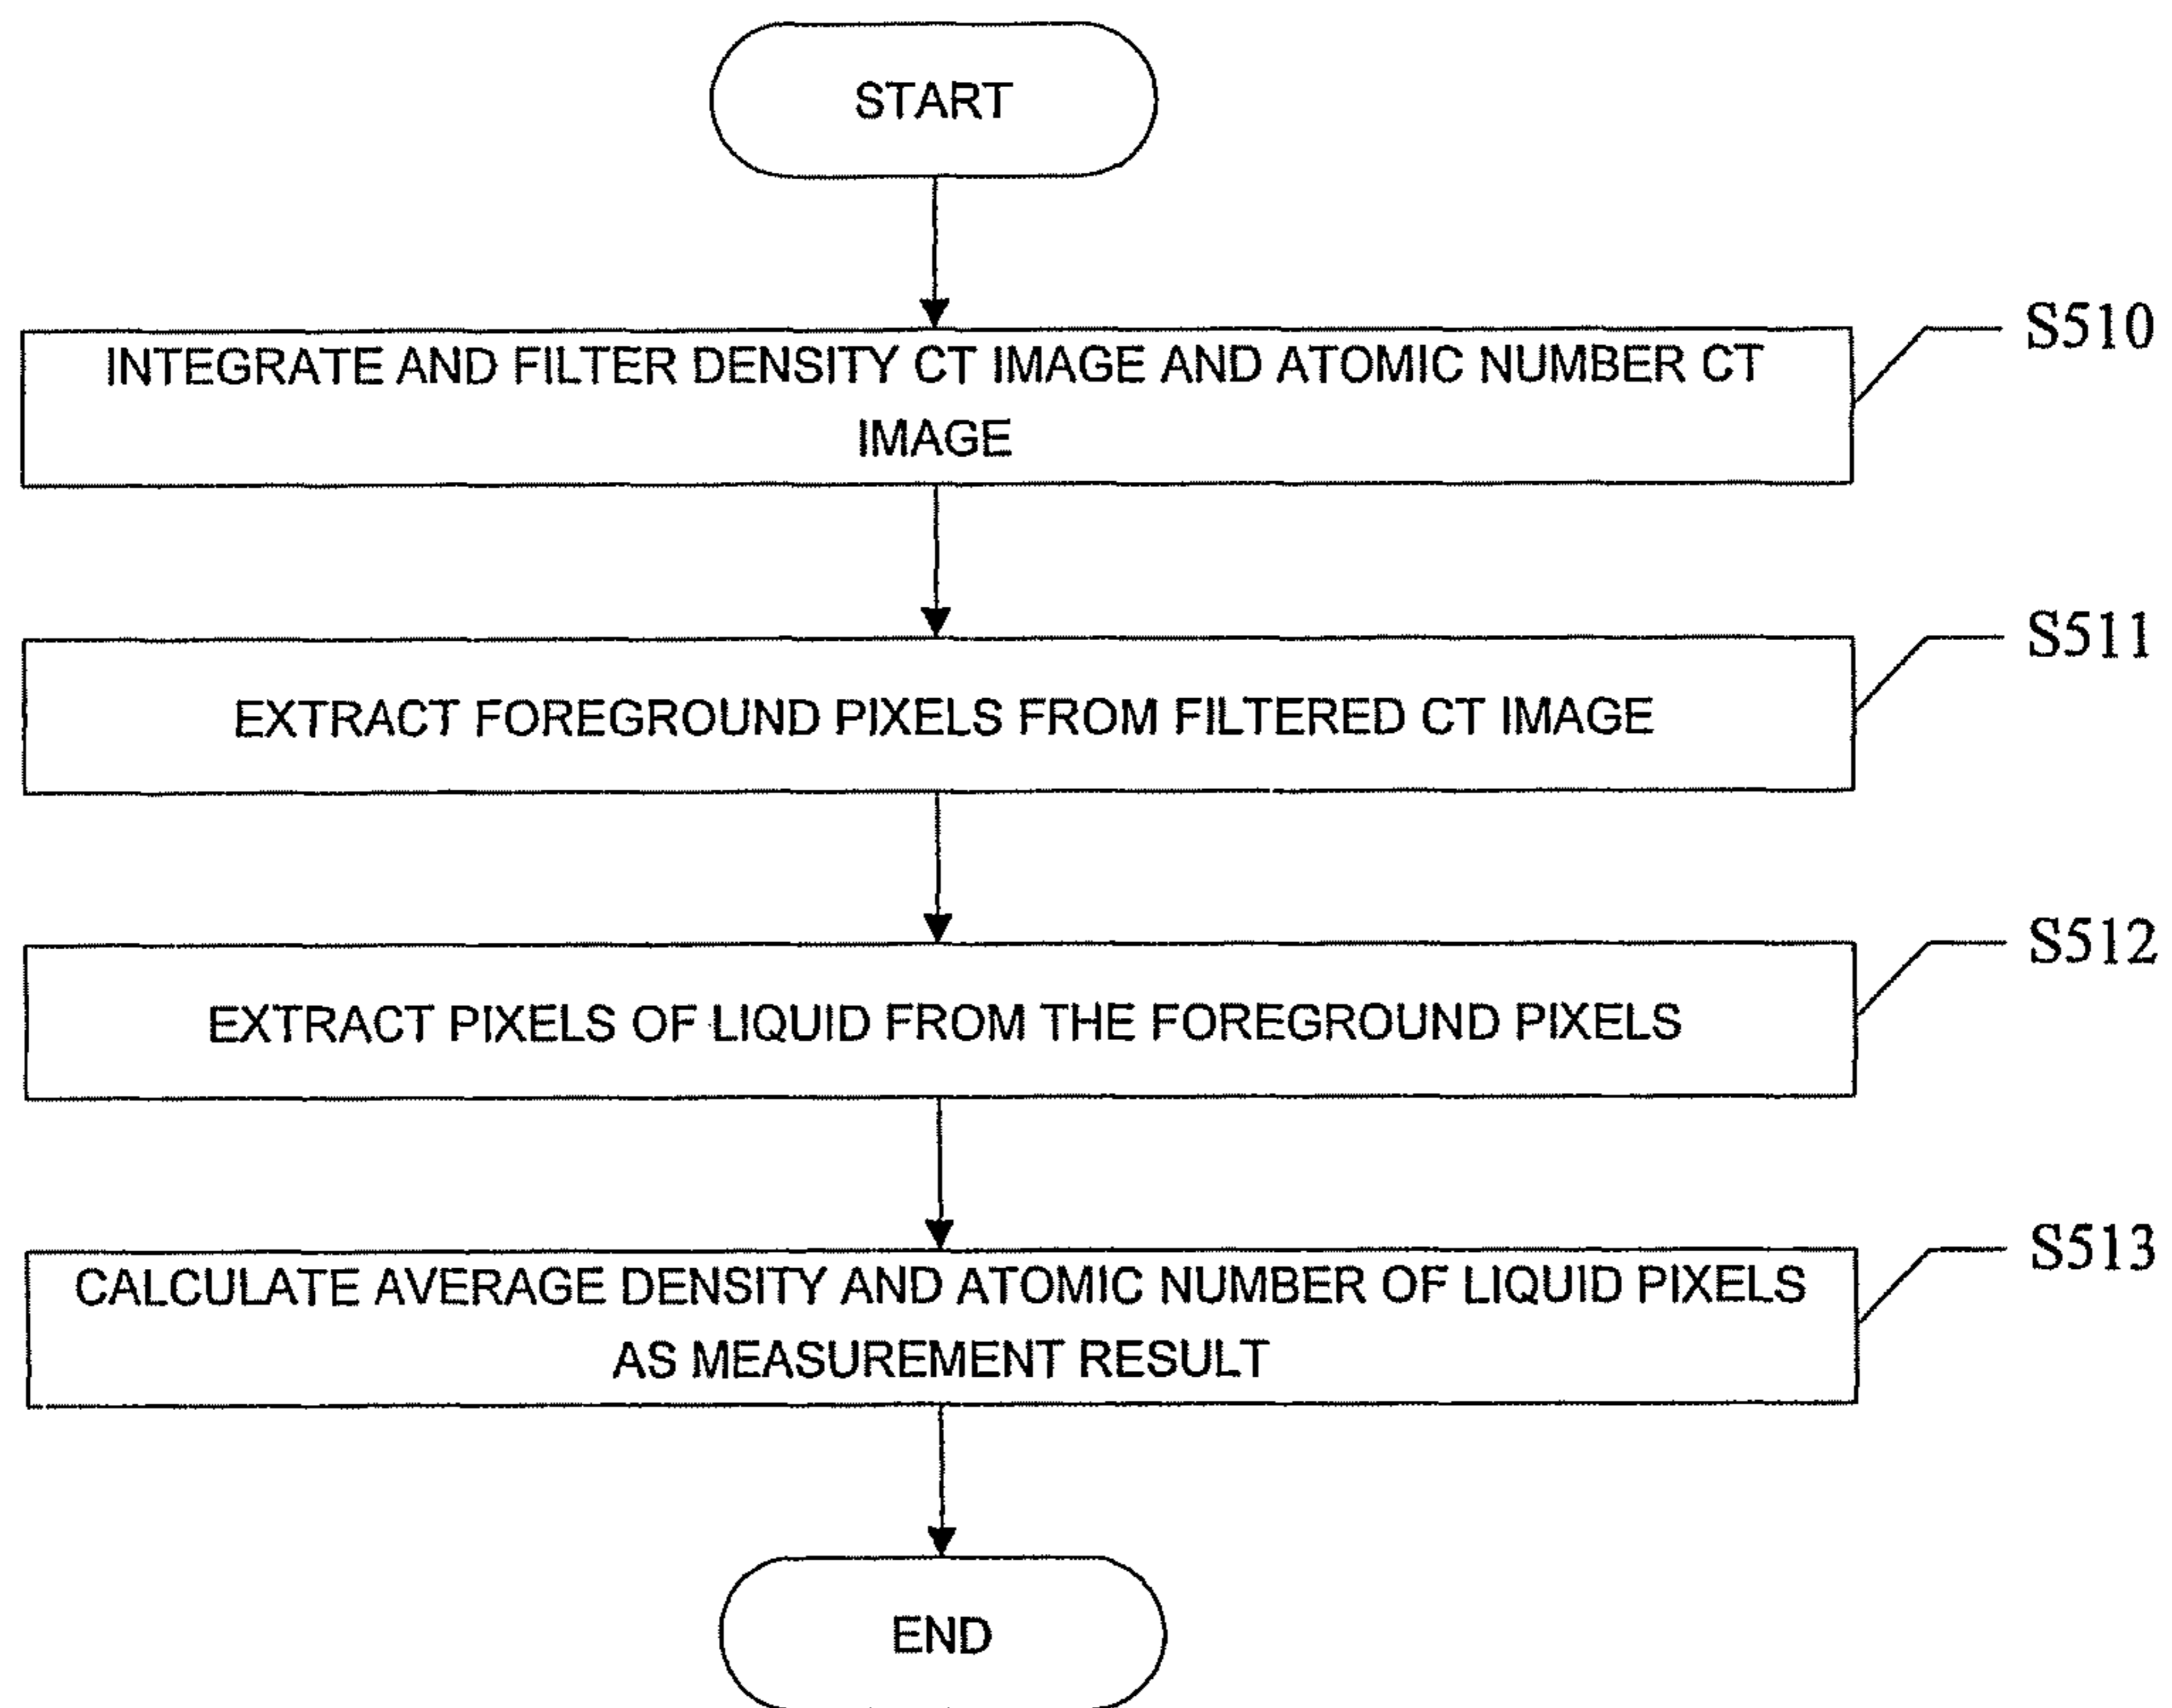 START
INTEGRATE AND FILTER DENSITY CT IMAGE AND ATOMIC NUMBER CT
IMAGE
S510
EXTRACT FOREGROUND PIXELS FROM FILTERED CT IMAGE
S511
EXTRACT PIXELS OF LIQUID FROM THE FOREGROUND PIXELS
S512
CALCULATE AVERAGE DENSITY AND ATOMIC NUMBER OF LIQUID PIXELS
AS MEASUREMENT RESULT
S513
END